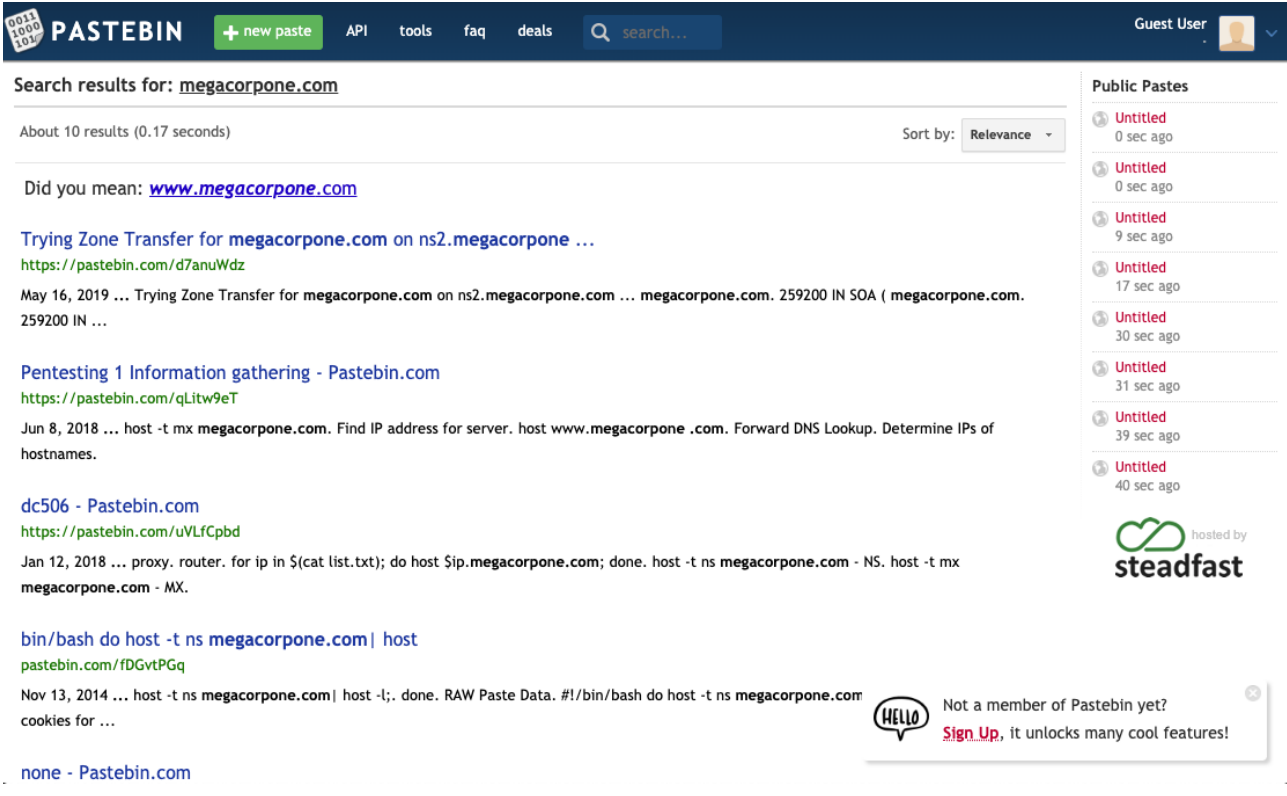 0011
1000
101
PASTEBIN
+ new paste
API
tools
faq
deals
search...
Guest User
-
Search results for: megacorpone.com
About 10 results (0.17 seconds)
Sort by: Relevance
Did you mean: www.megacorpone.com
Trying Zone Transfer for megacorpone.com on ns2.megacorpone ...
https://pastebin.com/d7anuWdz
May 16, 2019 ... Trying Zone Transfer for megacorpone.com on ns2.megacorpone.com ... megacorpone.com. 259200 IN SOA ( megacorpone.com.
259200 IN ...
Pentesting 1 Information gathering - Pastebin.com
https://pastebin.com/qLitw9eT
Jun 8, 2018 ... host -t mx megacorpone.com. Find IP address for server. host www.megacorpone .com. Forward DNS Lookup. Determine IPs of
hostnames.
dc506 - Pastebin.com
https://pastebin.com/uVLfCpbd
Jan 12, 2018 ... proxy. router. for ip in $(cat list.txt); do host $ip.megacorpone.com; done. host -t ns megacorpone.com - NS. host -t mx
megacorpone.com - MX.
bin/bash do host -t ns megacorpone.com| host
pastebin.com/fDGvtPGq
Nov 13, 2014 ... host -t ns megacorpone.com| host -l;. done. RAW Paste Data. #!/bin/bash do host -t ns megacorpone.com
cookies for ...
none - Pastebin.com
Public Pastes
Untitled
0 sec ago
Untitled
0 sec ago
Untitled
9 sec ago
Untitled
17 sec ago
Untitled
30 sec ago
Untitled
31 sec ago
Untitled
39 sec ago
Untitled
40 sec ago
hosted by
steadfast
HELLO
Not a member of Pastebin yet?
Sign Up, it unlocks many cool features!